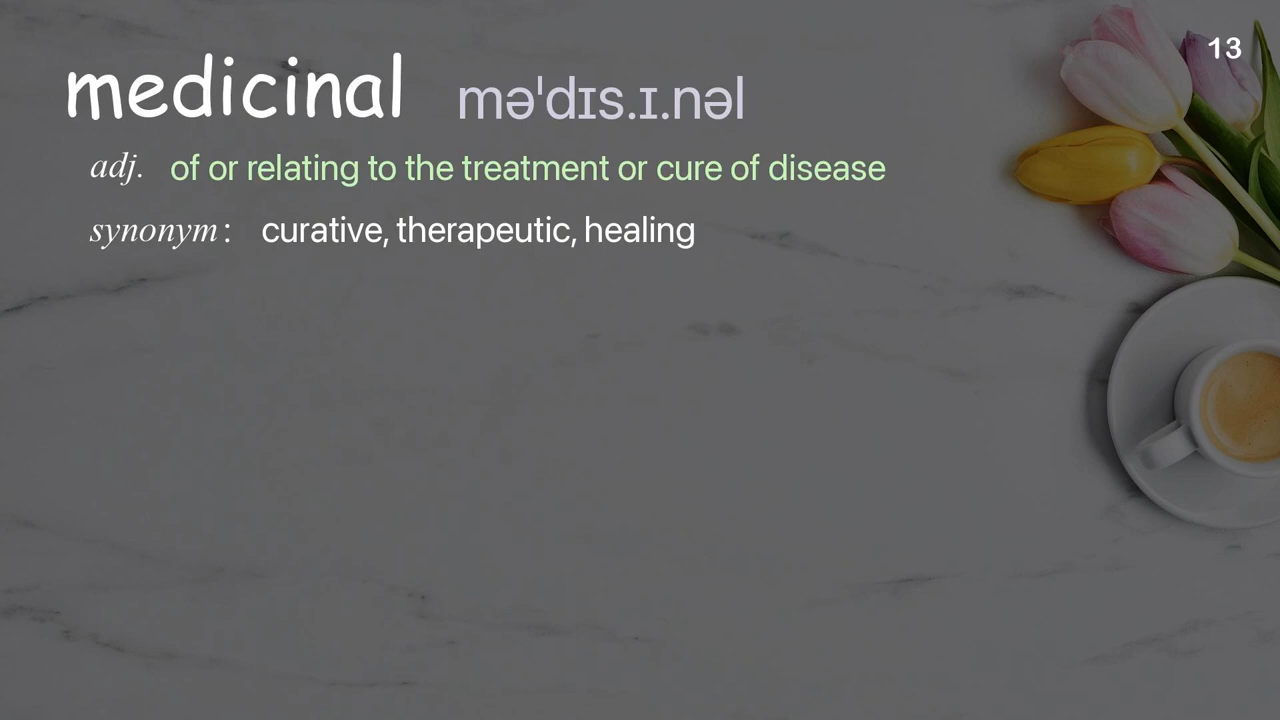 13
medicinal məˈdɪs.ɪ.nəl
adj. of or relating to the treatment or cure of disease
synonym: curative, therapeutic, healing